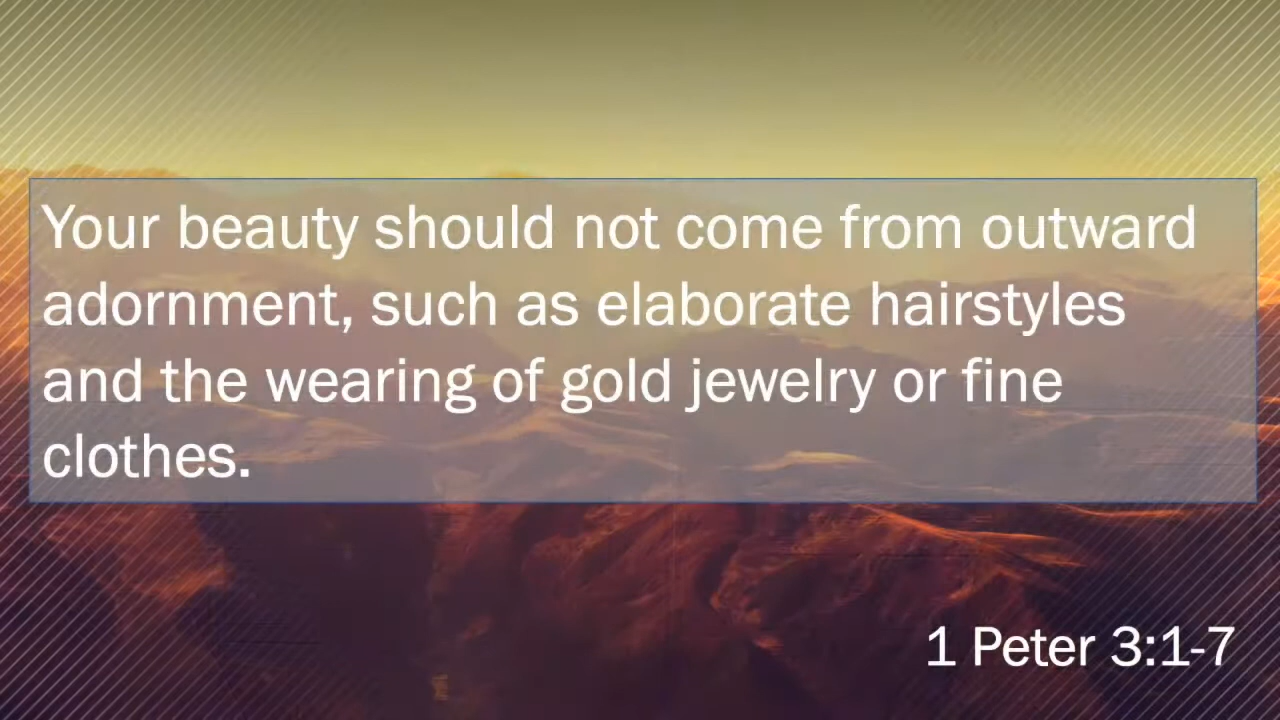 Your beauty should not come from outward
adornment, such as elaborate hairstyles
and the wearing of gold jewelry or fine
clothes.
1 Peter 3:1-7